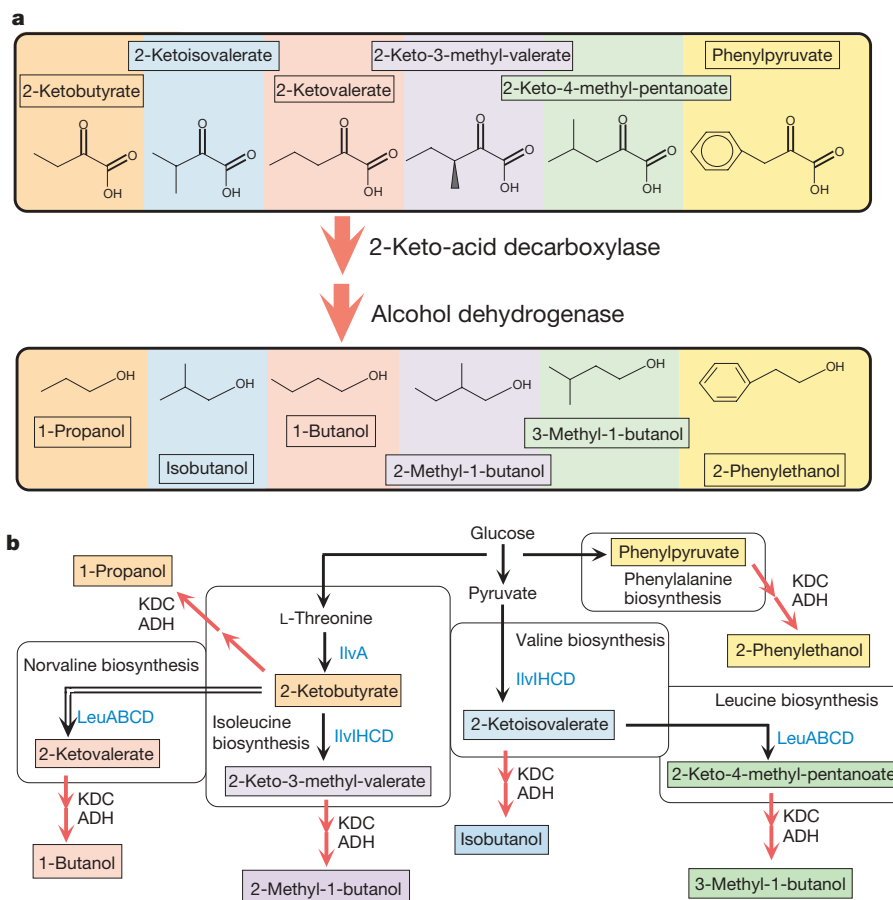 a
2-Ketoisovalerate
2-Keto-3-methyl-valerate
Phenylpyruvate
2-Ketobutyrate
2-Ketovalerate
2-Keto-4-methyl-pentanoate
O
O
OH
O
O
OH
O
O
OH
O
O
OH
O
O
OH
O
O
OH
2-Keto-acid decarboxylase
Alcohol dehydrogenase
OH
OH
OH
OH
OH
OH
1-Propanol
1-Butanol
3-Methyl-1-butanol
Isobutanol
2-Methyl-1-butanol
2-Phenylethanol
b
Glucose
1-Propanol
Phenylpyruvate
Phenylalanine
biosynthesis
KDC
ADH
Pyruvate
KDC
ADH
L-Threonine
Valine biosynthesis
2-Phenylethanol
Norvaline biosynthesis
IlvA
IlvIHCD
2-Ketobutyrate
Leucine biosynthesis
LeuABCD
Isoleucine
biosynthesis
IlvIHCD
2-Ketoisovalerate
LeuABCD
2-Ketovalerate
2-Keto-3-methyl-valerate
2-Keto-4-methyl-pentanoate
KDC
ADH
KDC
ADH
KDC
ADH
KDC
ADH
1-Butanol
2-Methyl-1-butanol
Isobutanol
3-Methyl-1-butanol